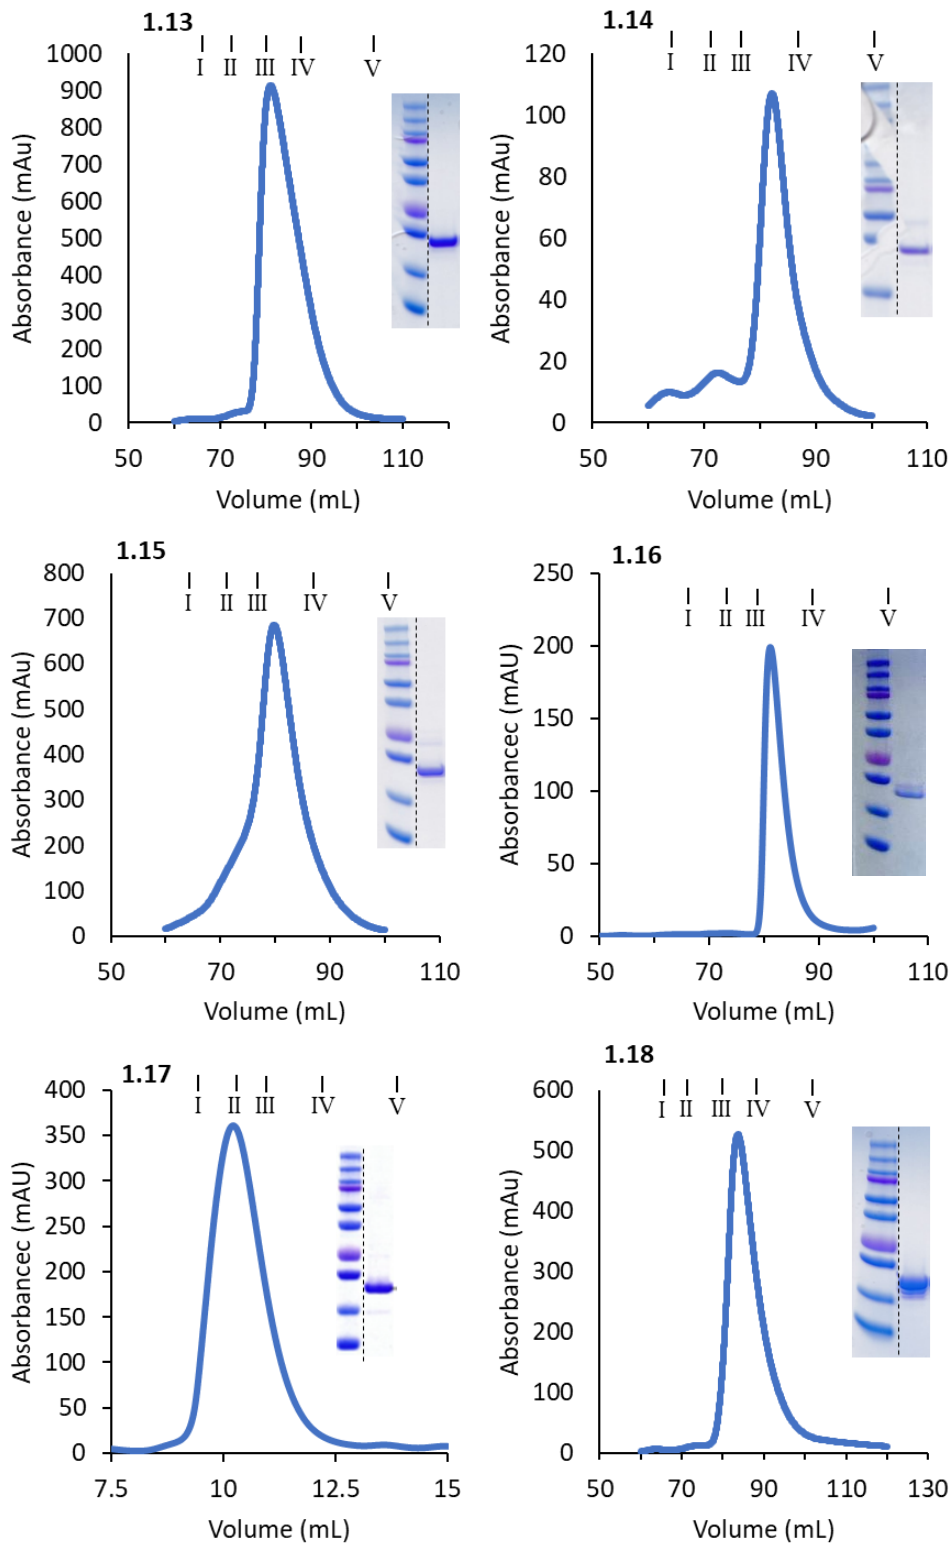 1.13
I II III IV V
1000
900
800
700
600
500
400
300
200
100
0
Absorbance (mAu)
50 70 90 110
Volume (mL)
1.14
I II III IV V
120
100
80
60
40
20
0
Absorbance (mAu)
50 70 90 110
Volume (mL)
1.15
I II III IV V
800
700
600
500
400
300
200
100
0
Absorbance (mAu)
50 70 90 110
Volume (mL)
1.16
I II III IV V
250
200
150
100
50
0
Absorbancec (mAU)
50 70 90 110
Volume (mL)
1.17
I II III IV V
400
350
300
250
200
150
100
50
0
Absorbancec (mAU)
7.5 10 12.5 15
Volume (mL)
1.18
I II III IV V
600
500
400
300
200
100
0
Absorbance (mAu)
50 70 90 110 130
Volume (mL)